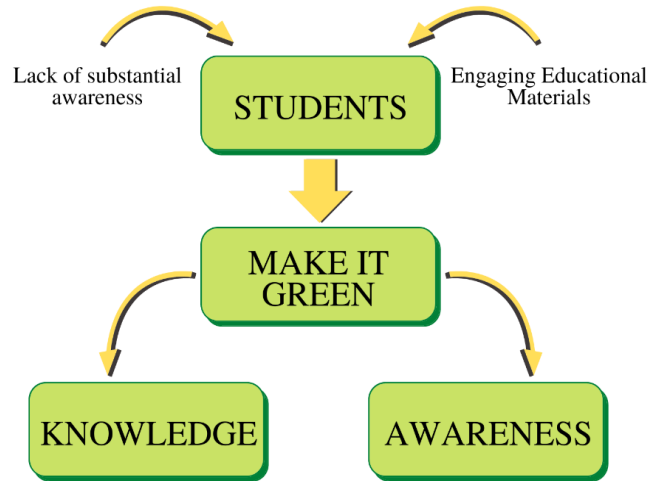 Lack of substantial
awareness
Engaging Educational
Materials
STUDENTS
MAKE IT
GREEN
KNOWLEDGE
AWARENESS